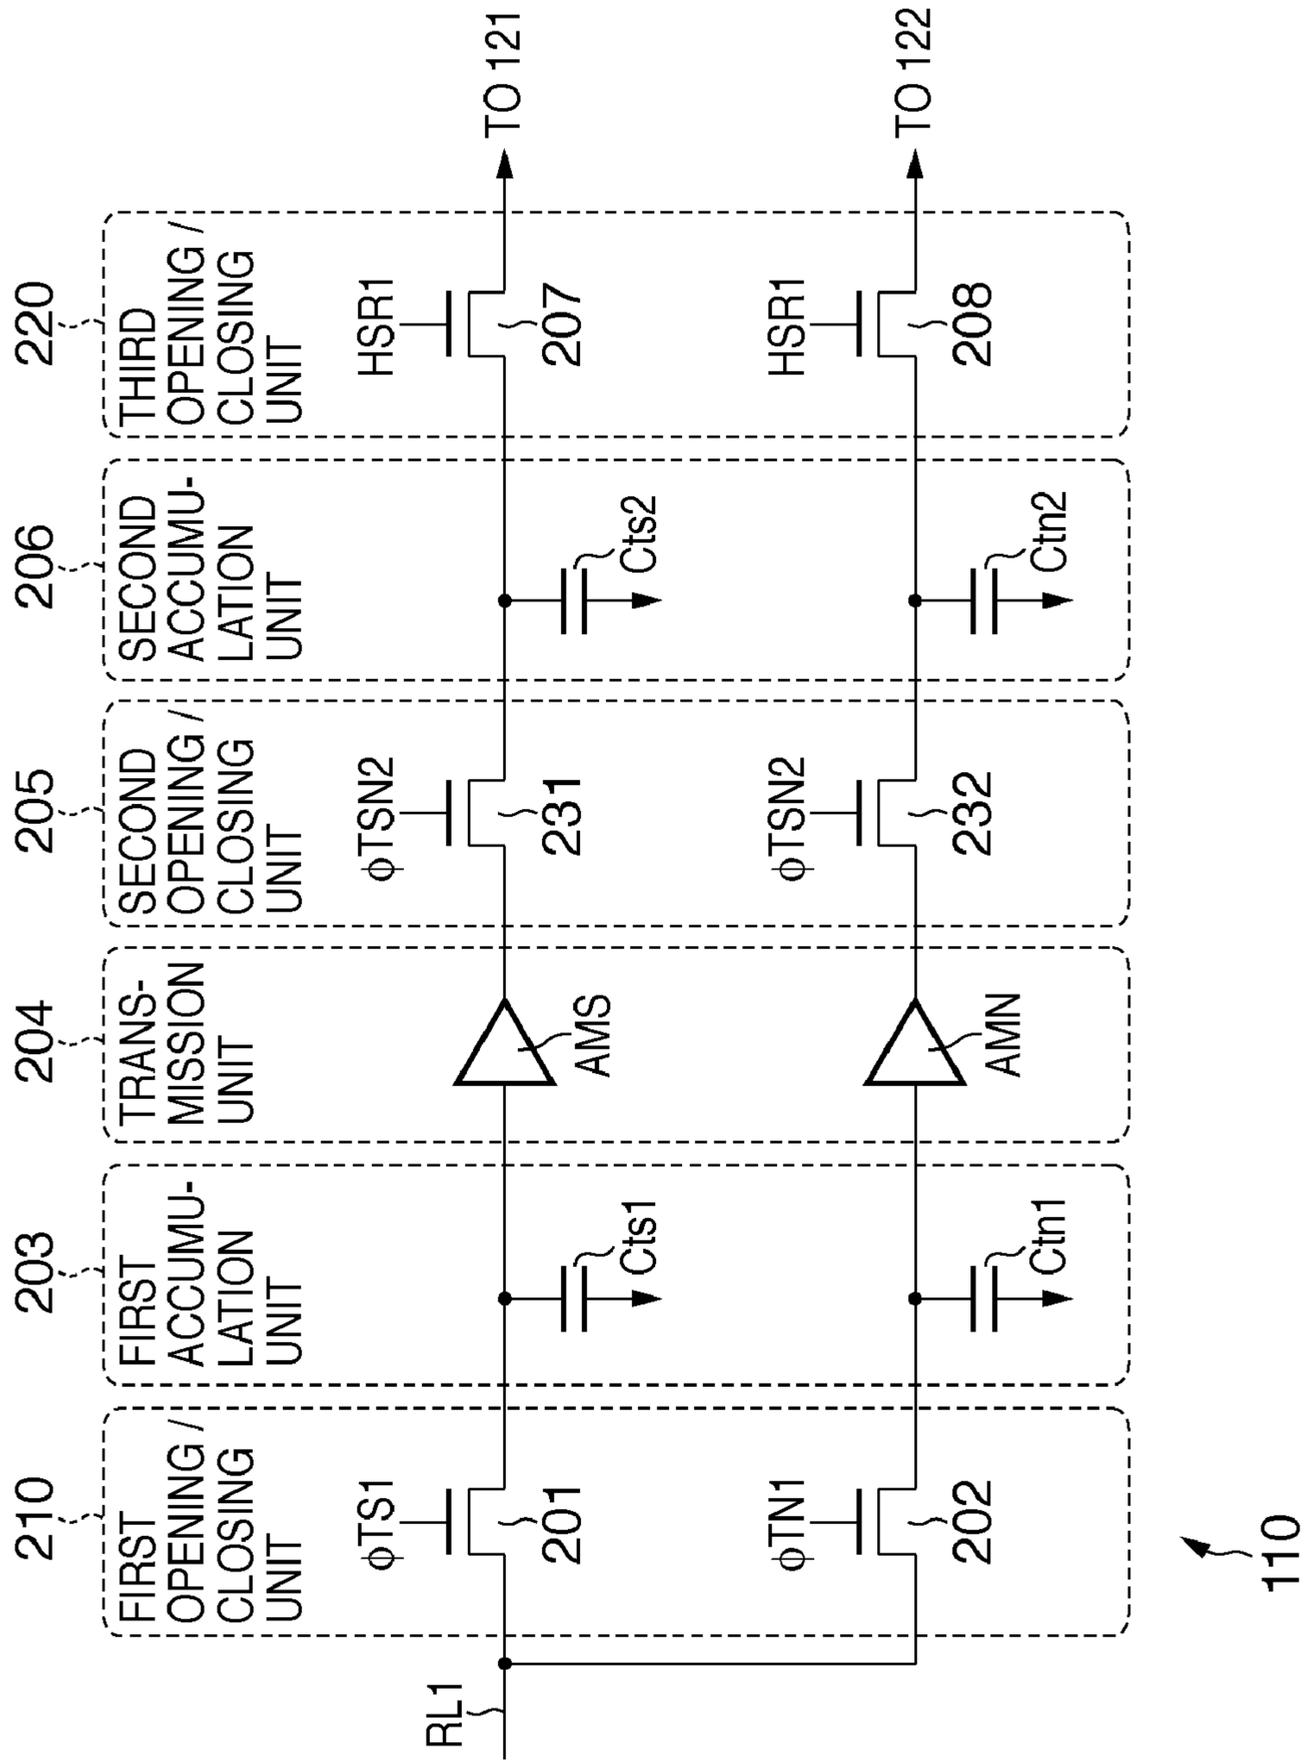 210
FIRST
OPENING /
CLOSING
UNIT
203
FIRST
ACCUMU-
LATION
UNIT
204
TRANS-
MISSION
UNIT
205
SECOND
OPENING /
CLOSING
UNIT
206
SECOND
ACCUMU-
LATION
UNIT
220
THIRD
OPENING /
CLOSING
UNIT
RL1
ϕTS1
201
Cts1
AMS
ϕTSN2
231
Cts2
HSR1
207
TO 121
ϕTN1
202
Ctn1
AMN
ϕTSN2
232
Ctn2
HSR1
208
TO 122
110